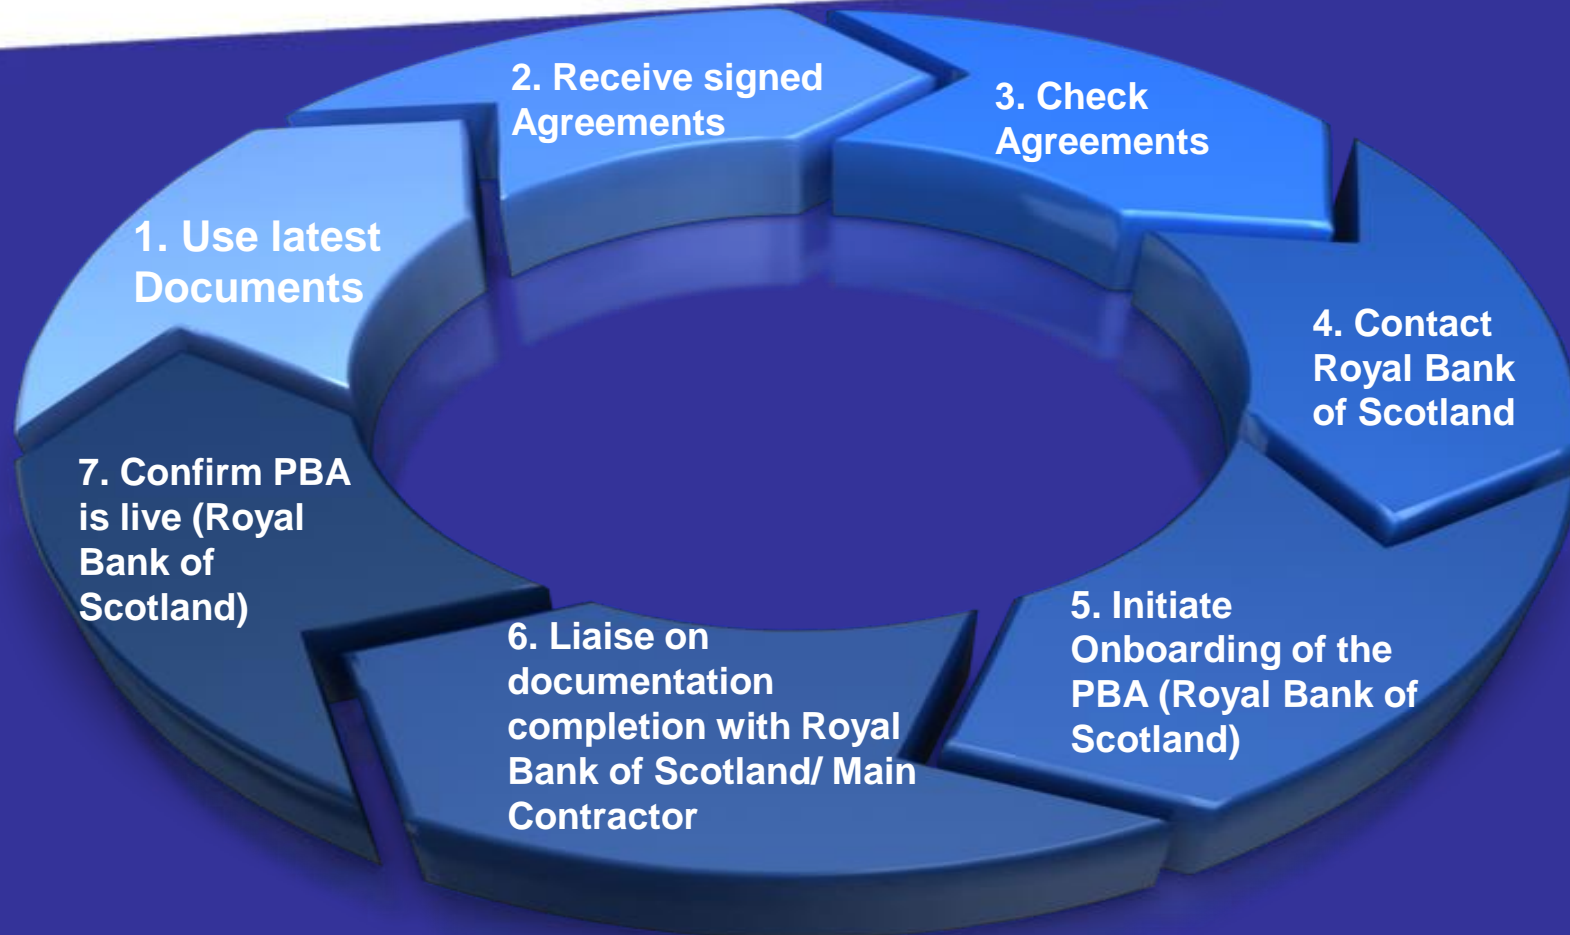 1. Use latest
Documents
2. Receive signed
Agreements
3. Check
Agreements
4. Contact
Royal Bank
of Scotland
5. Initiate
Onboarding of the
PBA (Royal Bank of
Scotland)
6. Liaise on
documentation
completion with Royal
Bank of Scotland/ Main
Contractor
7. Confirm PBA
is live (Royal
Bank of
Scotland)